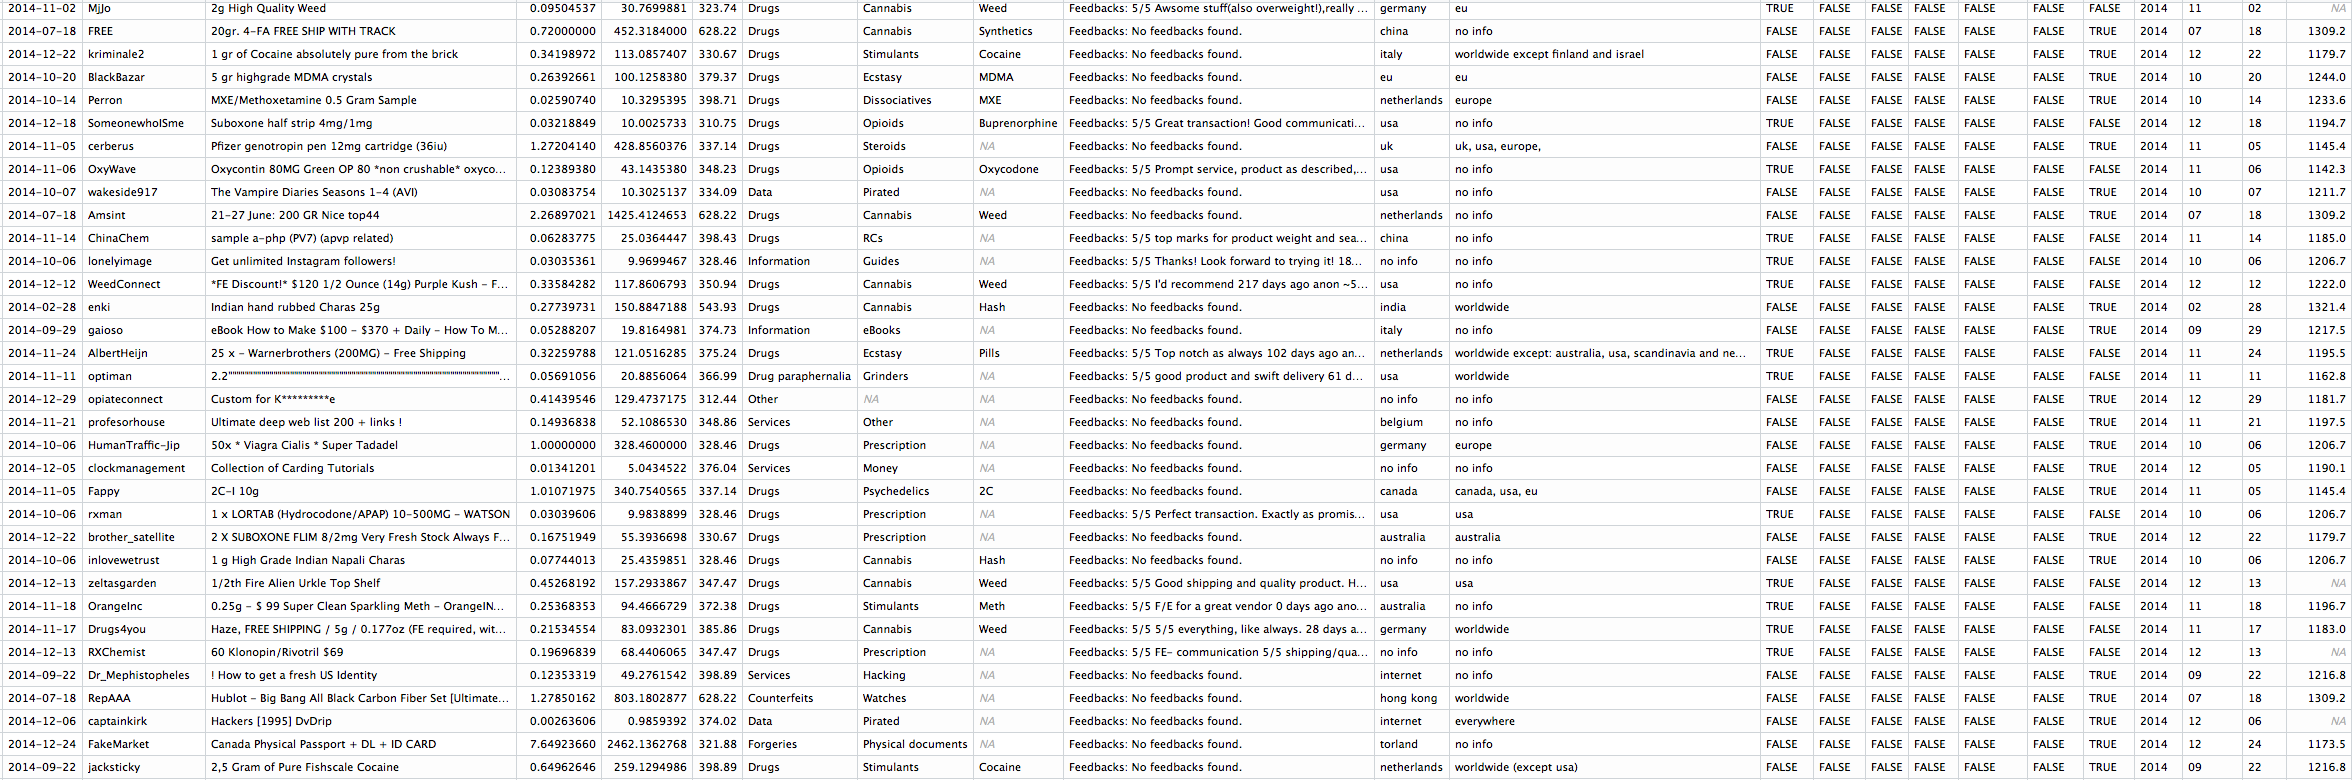 2014-11-02 MjJo 2g High Quality Weed 0.09504537 30.7699881 323.74 Drugs Cannabis Weed Feedbacks: 5/5 Awsome stuff(also overweight!),really ... germany eu TRUE FALSE FALSE FALSE FALSE FALSE FALSE 2014 11 02 NA
2014-07-18 FREE 20gr. 4-FA FREE SHIP WITH TRACK 0.72000000 452.3184000 628.22 Drugs Cannabis Synthetics Feedbacks: No feedbacks found. china no info FALSE FALSE FALSE FALSE FALSE FALSE TRUE 2014 07 18 1309.2
2014-12-22 kriminale2 1 gr of Cocaine absolutely pure from the brick 0.34198972 113.0857407 330.67 Drugs Stimulants Cocaine Feedbacks: No feedbacks found. italy worldwide except finland and israel FALSE FALSE FALSE FALSE FALSE FALSE TRUE 2014 12 22 1179.7
2014-10-20 BlackBazar 5 gr highgrade MDMA crystals 0.26392661 100.1258380 379.37 Drugs Ecstasy MDMA Feedbacks: No feedbacks found. eu eu FALSE FALSE FALSE FALSE FALSE FALSE TRUE 2014 10 20 1244.0
2014-10-14 Perron MXE/Methoxetamine 0.5 Gram Sample 0.02590740 10.3295395 398.71 Drugs Dissociatives MXE Feedbacks: No feedbacks found. netherlands europe FALSE FALSE FALSE FALSE FALSE FALSE TRUE 2014 10 14 1233.6
2014-12-18 SomeonewhoISme Suboxone half strip 4mg/1mg 0.03218849 10.0025733 310.75 Drugs Opioids Buprenorphine Feedbacks: 5/5 Great transaction! Good communicati... usa no info TRUE FALSE FALSE FALSE FALSE FALSE FALSE 2014 12 18 1194.7
2014-11-05 cerberus Pfizer genotropin pen 12mg cartridge (36iu) 1.27204140 428.8560376 337.14 Drugs Steroids NA Feedbacks: No feedbacks found. uk uk, usa, europe, FALSE FALSE FALSE FALSE FALSE FALSE TRUE 2014 11 05 1145.4
2014-11-06 OxyWave Oxycontin 80MG Green OP 80 *non crushable* oxyco... 0.12389380 43.1435380 348.23 Drugs Opioids Oxycodone Feedbacks: 5/5 Prompt service, product as described,... usa no info TRUE FALSE FALSE FALSE FALSE FALSE FALSE 2014 11 06 1142.3
2014-10-07 wakeside917 The Vampire Diaries Seasons 1-4 (AVI) 0.03083754 10.3025137 334.09 Data Pirated NA Feedbacks: No feedbacks found. usa no info FALSE FALSE FALSE FALSE FALSE FALSE TRUE 2014 10 07 1211.7
2014-07-18 Amsint 21-27 June: 200 GR Nice top44 2.26897021 1425.4124653 628.22 Drugs Cannabis Weed Feedbacks: No feedbacks found. netherlands no info FALSE FALSE FALSE FALSE FALSE FALSE TRUE 2014 07 18 1309.2
2014-11-14 ChinaChem sample a-php (PV7) (apvp related) 0.06283775 25.0364447 398.43 Drugs RCs NA Feedbacks: 5/5 top marks for product weight and sea... china no info TRUE FALSE FALSE FALSE FALSE FALSE FALSE 2014 11 14 1185.0
2014-10-06 lonelyimage Get unlimited Instagram followers! 0.03035361 9.9699467 328.46 Information Guides NA Feedbacks: 5/5 Thanks! Look forward to trying it! 18... no info no info TRUE FALSE FALSE FALSE FALSE FALSE FALSE 2014 10 06 1206.7
2014-12-12 WeedConnect *FE Discount!* $120 1/2 Ounce (14g) Purple Kush - F... 0.33584282 117.8606793 350.94 Drugs Cannabis Weed Feedbacks: 5/5 I'd recommend 217 days ago anon ~5... usa no info TRUE FALSE FALSE FALSE FALSE FALSE FALSE 2014 12 12 1222.0
2014-02-28 enki Indian hand rubbed Charas 25g 0.27739731 150.8847188 543.93 Drugs Cannabis Hash Feedbacks: No feedbacks found. india worldwide FALSE FALSE FALSE FALSE FALSE FALSE TRUE 2014 02 28 1321.4
2014-09-29 gaioso eBook How to Make $100 - $370 + Daily - How To M... 0.05288207 19.8164981 374.73 Information eBooks NA Feedbacks: No feedbacks found. italy no info FALSE FALSE FALSE FALSE FALSE FALSE TRUE 2014 09 29 1217.5
2014-11-24 AlbertHeijn 25 x - Warnerbrothers (200MG) - Free Shipping 0.32259788 121.0516285 375.24 Drugs Ecstasy Pills Feedbacks: 5/5 Top notch as always 102 days ago an... netherlands worldwide except: australia, usa, scandinavia and ne... TRUE FALSE FALSE FALSE FALSE FALSE FALSE 2014 11 24 1195.5
2014-11-11 optiman 2.2 ... 0.05691056 20.8856064 366.99 Drug paraphernalia Grinders NA Feedbacks: 5/5 good product and swift delivery 61 d... usa worldwide TRUE FALSE FALSE FALSE FALSE FALSE FALSE 2014 11 11 1162.8
2014-12-29 opiateconnect Custom for K*********e 0.41439546 129.4737175 312.44 Other NA NA Feedbacks: No feedbacks found. no info no info FALSE FALSE FALSE FALSE FALSE FALSE TRUE 2014 12 29 1181.7
2014-11-21 profesorhouse Ultimate deep web list 200 + links ! 0.14936838 52.1086530 348.86 Services Other NA Feedbacks: No feedbacks found. belgium no info FALSE FALSE FALSE FALSE FALSE FALSE TRUE 2014 11 21 1197.5
2014-10-06 HumanTraffic-Jip 50x * Viagra Cialis * Super Tadadel 1.00000000 328.4600000 328.46 Drugs Prescription NA Feedbacks: No feedbacks found. germany europe FALSE FALSE FALSE FALSE FALSE FALSE TRUE 2014 10 06 1206.7
2014-12-05 clockmanagement Collection of Carding Tutorials 0.01341201 5.0434522 376.04 Services Money NA Feedbacks: No feedbacks found. no info no info FALSE FALSE FALSE FALSE FALSE FALSE TRUE 2014 12 05 1190.1
2014-11-05 Fappy 2C-I 10g 1.01071975 340.7540565 337.14 Drugs Psychedelics 2C Feedbacks: No feedbacks found. canada canada, usa, eu FALSE FALSE FALSE FALSE FALSE FALSE TRUE 2014 11 05 1145.4
2014-10-06 rxman 1 x LORTAB (Hydrocodone/APAP) 10-500MG - WATSON 0.03039606 9.9838899 328.46 Drugs Prescription NA Feedbacks: 5/5 Perfect transaction. Exactly as promis... usa usa TRUE FALSE FALSE FALSE FALSE FALSE FALSE 2014 10 06 1206.7
2014-12-22 brother_satellite 2 X SUBOXONE FLIM 8/2mg Very Fresh Stock Always F... 0.16751949 55.3936698 330.67 Drugs Prescription NA Feedbacks: No feedbacks found. australia australia FALSE FALSE FALSE FALSE FALSE FALSE TRUE 2014 12 22 1179.7
2014-10-06 inlovewetrust 1 g High Grade Indian Napali Charas 0.07744013 25.4359851 328.46 Drugs Cannabis Hash Feedbacks: No feedbacks found. no info no info FALSE FALSE FALSE FALSE FALSE FALSE TRUE 2014 10 06 1206.7
2014-12-13 zeltasgarden 1/2th Fire Alien Urkle Top Shelf 0.45268192 157.2933867 347.47 Drugs Cannabis Weed Feedbacks: 5/5 Good shipping and quality product. H... usa usa TRUE FALSE FALSE FALSE FALSE FALSE FALSE 2014 12 13 NA
2014-11-18 OrangeInc 0.25g - $ 99 Super Clean Sparkling Meth - OrangeIN... 0.25368353 94.4666729 372.38 Drugs Stimulants Meth Feedbacks: 5/5 F/E for a great vendor 0 days ago ano... australia no info TRUE FALSE FALSE FALSE FALSE FALSE FALSE 2014 11 18 1196.7
2014-11-17 Drugs4you Haze, FREE SHIPPING / 5g / 0.177oz (FE required, wit... 0.21534554 83.0932301 385.86 Drugs Cannabis Weed Feedbacks: 5/5 5/5 everything, like always. 28 days a... germany worldwide TRUE FALSE FALSE FALSE FALSE FALSE FALSE 2014 11 17 1183.0
2014-12-13 RXChemist 60 Klonopin/Rivotril $69 0.19696839 68.4406065 347.47 Drugs Prescription NA Feedbacks: 5/5 FE- communication 5/5 shipping/qua... no info no info TRUE FALSE FALSE FALSE FALSE FALSE FALSE 2014 12 13 NA
2014-09-22 Dr_Mephistopheles ! How to get a fresh US Identity 0.12353319 49.2761542 398.89 Services Hacking NA Feedbacks: No feedbacks found. internet no info FALSE FALSE FALSE FALSE FALSE FALSE TRUE 2014 09 22 1216.8
2014-07-18 RepAAA Hublot - Big Bang All Black Carbon Fiber Set [Ultimate... 1.27850162 803.1802877 628.22 Counterfeits Watches NA Feedbacks: No feedbacks found. hong kong worldwide FALSE FALSE FALSE FALSE FALSE FALSE TRUE 2014 07 18 1309.2
2014-12-06 captainkirk Hackers [1995] DvDrip 0.00263606 0.9859392 374.02 Data Pirated NA Feedbacks: No feedbacks found. internet everywhere FALSE FALSE FALSE FALSE FALSE FALSE TRUE 2014 12 06 NA
2014-12-24 FakeMarket Canada Physical Passport + DL + ID CARD 7.64923660 2462.1362768 321.88 Forgeries Physical documents NA Feedbacks: No feedbacks found. torland no info FALSE FALSE FALSE FALSE FALSE FALSE TRUE 2014 12 24 1173.5
2014-09-22 jacksticky 2,5 Gram of Pure Fishscale Cocaine 0.64962646 259.1294986 398.89 Drugs Stimulants Cocaine Feedbacks: No feedbacks found. netherlands worldwide (except usa) FALSE FALSE FALSE FALSE FALSE FALSE TRUE 2014 09 22 1216.8